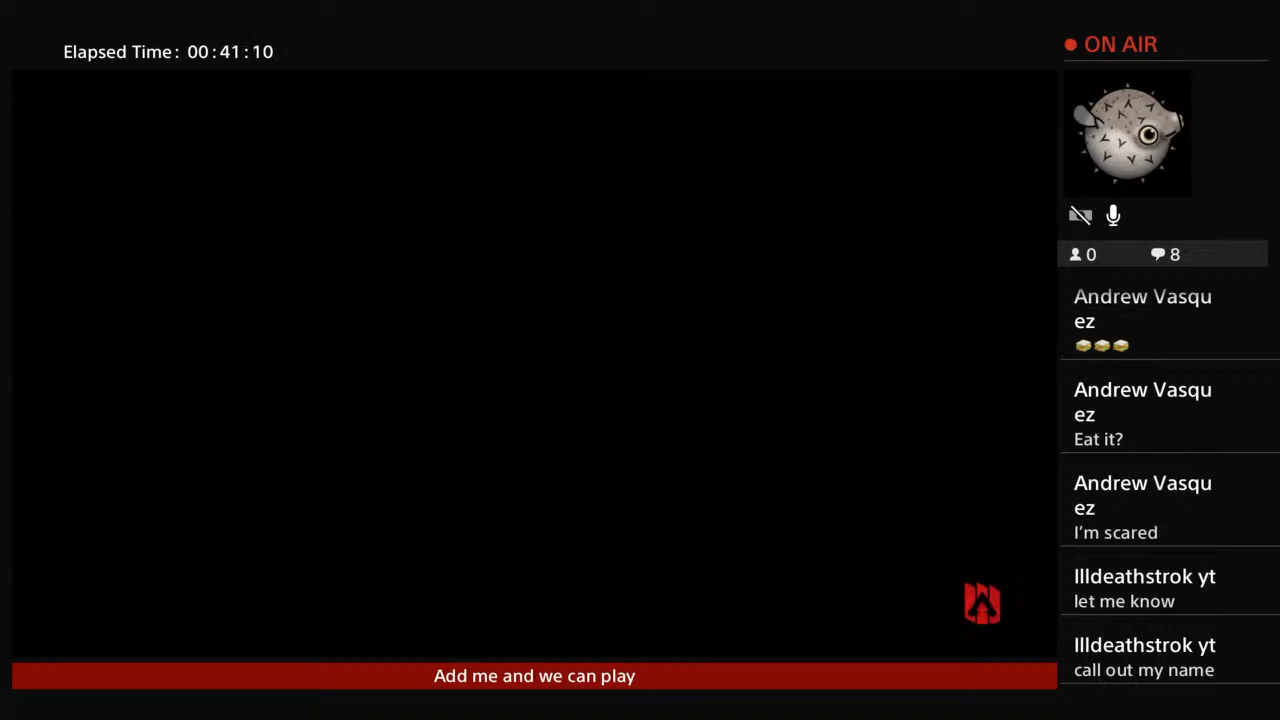 Elapsed Time: 00:41:10
ON AIR
0 8
Andrew Vasqu
ez
Andrew Vasqu
ez
Eat it?
Andrew Vasqu
ez
I'm scared
Illdeathstrok yt
let me know
Illdeathstrok yt
call out my name
Add me and we can play